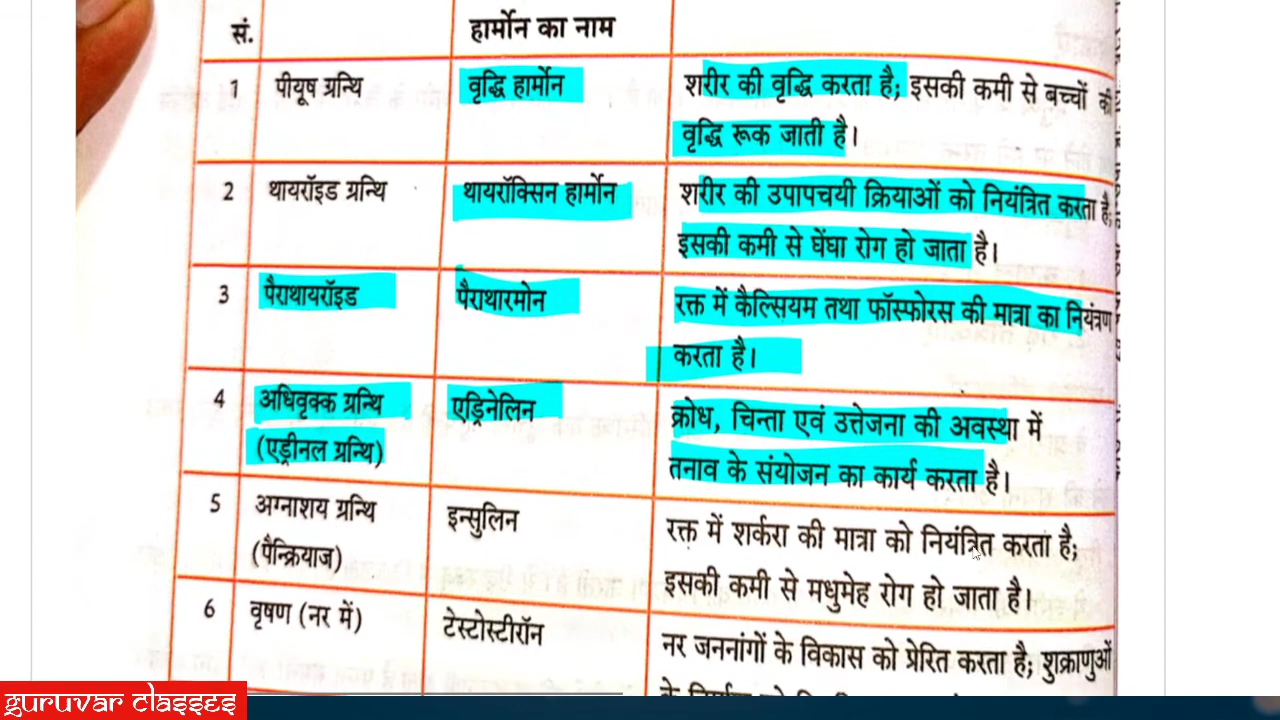 सं. हार्मोन का नाम
1 पीयूष ग्रन्थि वृद्धि हार्मोन शरीर की वृद्धि करता है; इसकी कमी से बच्चों की
वृद्धि रूक जाती है।
2 थायरॉइड ग्रन्थि थायरॉक्सिन हार्मोन शरीर की उपापचयी क्रियाओं को नियंत्रित करता है,
इसकी कमी से घेंघा रोग हो जाता है।
3 पैराथायरॉइड पैराथारमोन रक्त में कैल्सियम तथा फॉस्फोरस की मात्रा का नियंत्रण
करता है।
4 अधिवृक्क ग्रन्थि एड्रिनेलिन क्रोध, चिन्ता एवं उत्तेजना की अवस्था में
(एड्रीनल ग्रन्थि) तनाव के संयोजन का कार्य करता है।
5 अग्नाशय ग्रन्थि इन्सुलिन रक्त में शर्करा की मात्रा को नियंत्रित करता है;
(पैन्क्रियाज) इसकी कमी से मधुमेह रोग हो जाता है।
6 वृषण (नर में) टेस्टोस्टीरॉन नर जननांगों के विकास को प्रेरित करता है; शुक्राणुओं
guruvar classes